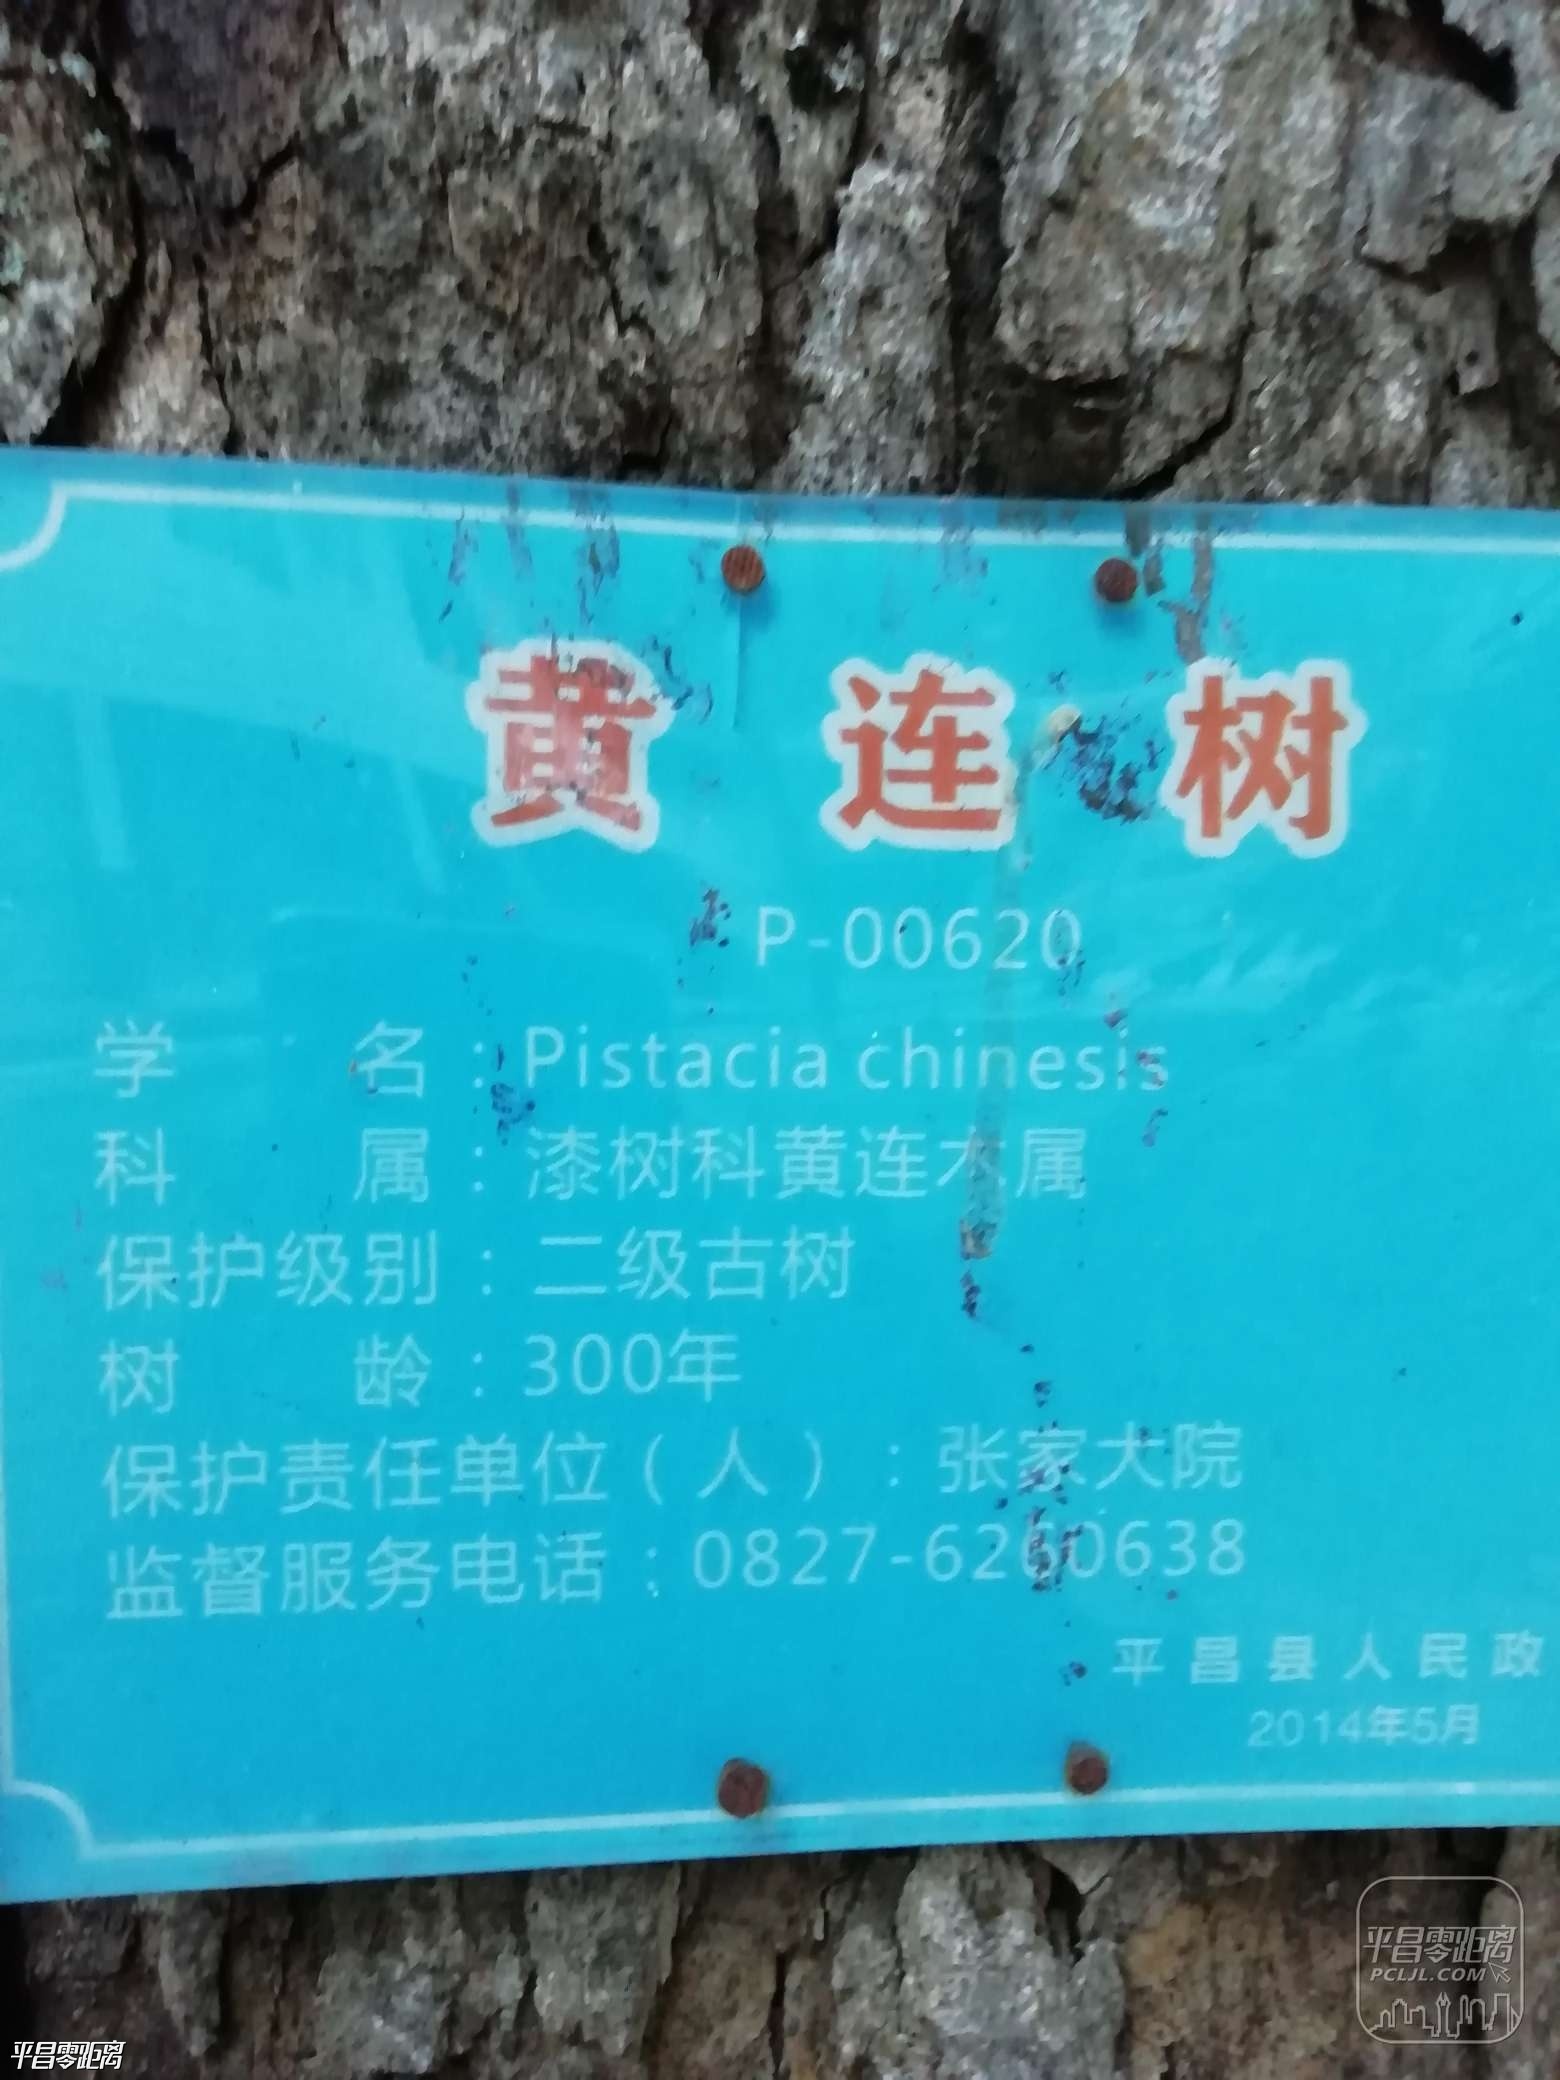 黄连树
P-00620
学名：Pistacia chinesis
科属：漆树科黄连木属
保护级别：二级古树
树龄：300年
保护责任单位（人）：张家大院
监督服务电话：0827-6260638
平昌县人民政
2014年5月
平昌零距离
PCLJL.COM
平昌零距离